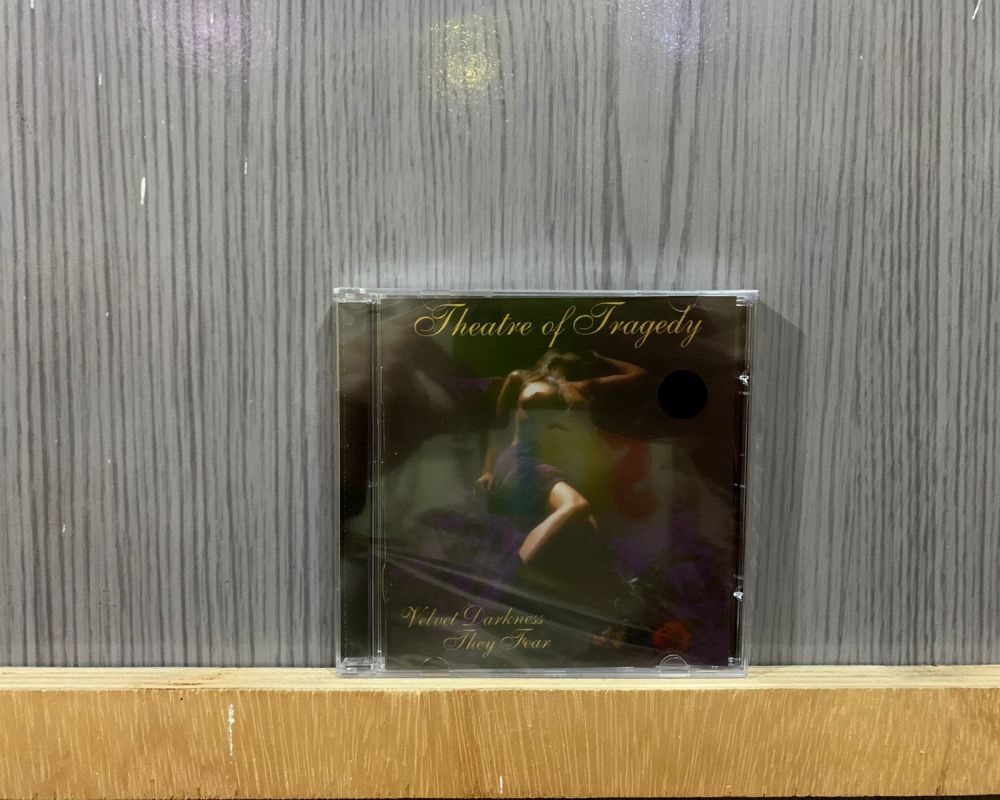 Theatre of Tragedy
Velvet Darkness
They Fear